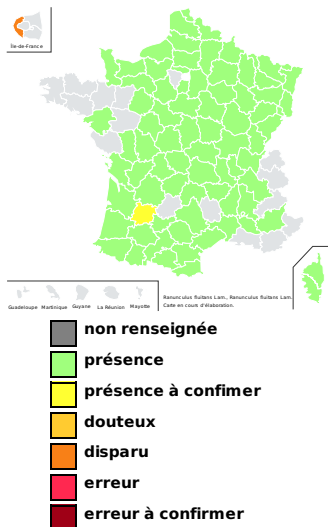 Île-de-France
Guadeloupe Martinique Guyane La Réunion Mayotte
Ranunculus fluitans Lam., Ranunculus fluitans Lam.
Carte en cours d'élaboration.
non renseignée
présence
présence à confimer
douteux
disparu
erreur
erreur à confirmer